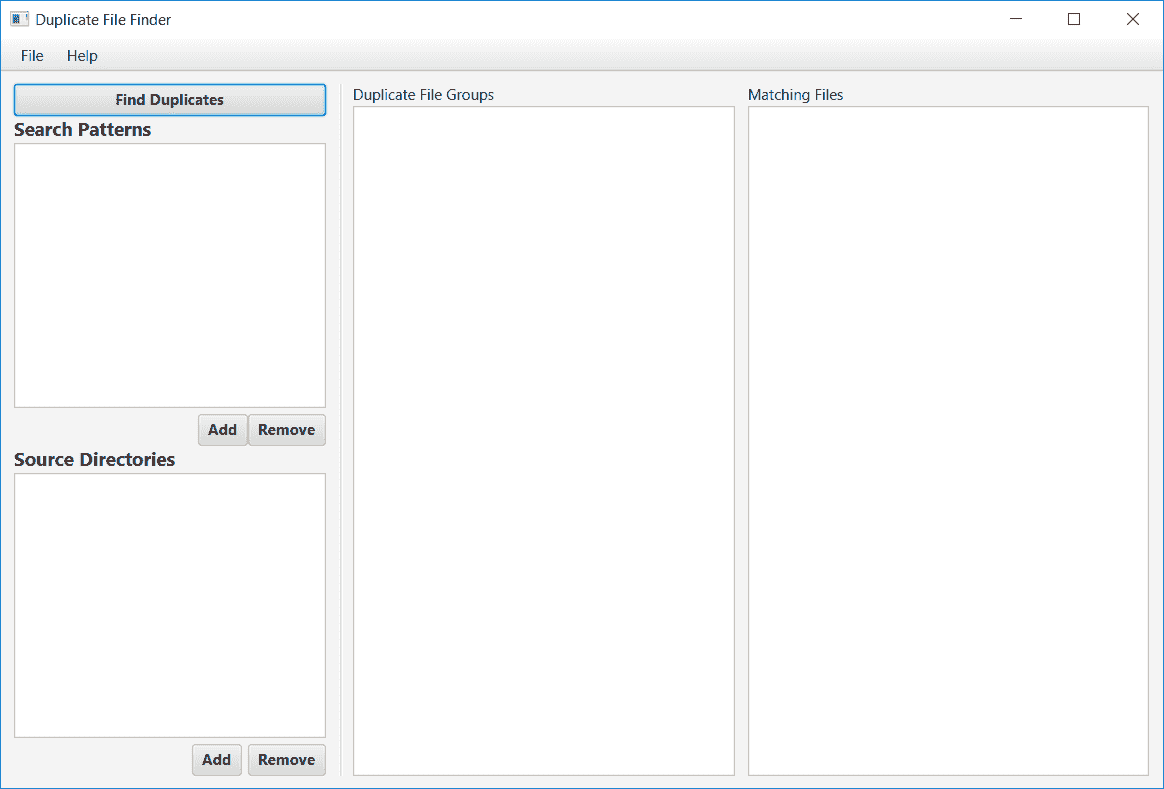 Duplicate File Finder
File Help
Find Duplicates
Search Patterns
Add Remove
Source Directories
Add Remove
Duplicate File Groups
Matching Files